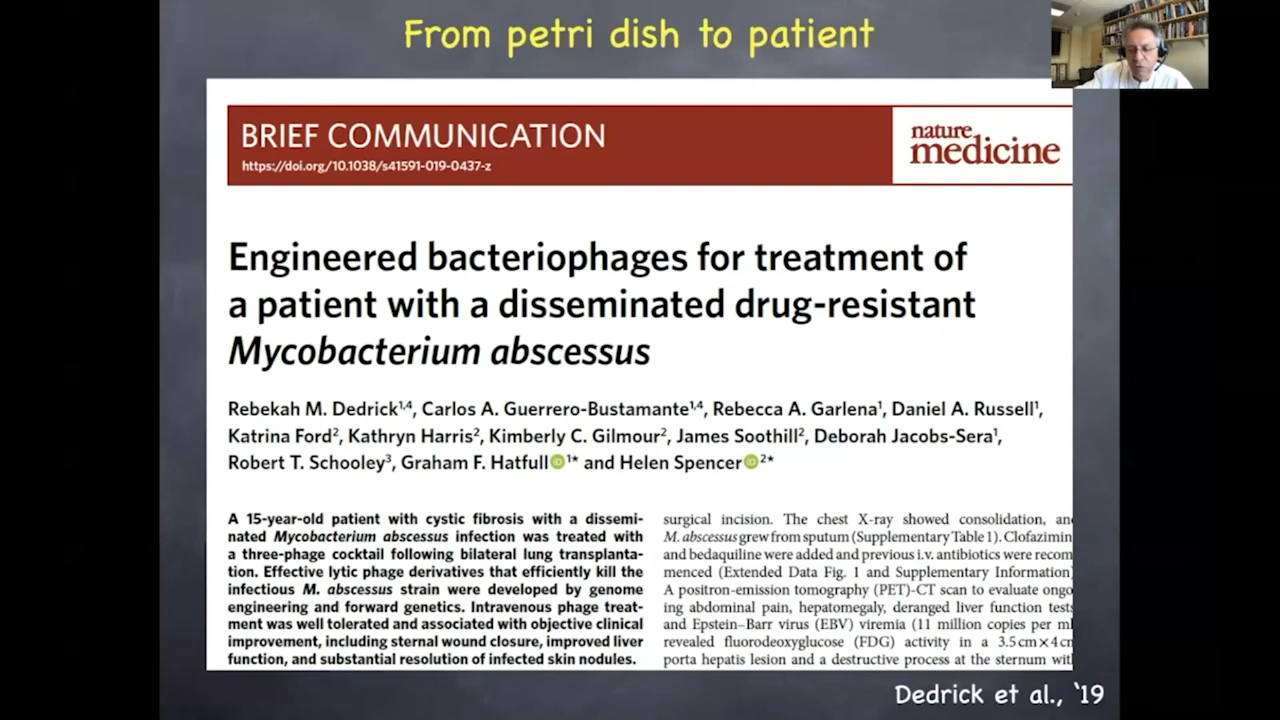 From petri dish to patient
BRIEF COMMUNICATION
https://doi.org/10.1038/s41591-019-0437-z
nature
medicine
Engineered bacteriophages for treatment of
a patient with a disseminated drug-resistant
Mycobacterium abscessus
Rebekah M. Dedrick1,4, Carlos A. Guerrero-Bustamante1,4, Rebecca A. Garlena1, Daniel A. Russell1,
Katrina Ford2, Kathryn Harris2, Kimberly C. Gilmour2, James Soothill2, Deborah Jacobs-Sera1,
Robert T. Schooley3, Graham F. Hatfull iD 1* and Helen Spencer iD 2*
A 15-year-old patient with cystic fibrosis with a dissemi-
nated Mycobacterium abscessus infection was treated with
a three-phage cocktail following bilateral lung transplanta-
tion. Effective lytic phage derivatives that efficiently kill the
infectious M. abscessus strain were developed by genome
engineering and forward genetics. Intravenous phage treat-
ment was well tolerated and associated with objective clinical
improvement, including sternal wound closure, improved liver
function, and substantial resolution of infected skin nodules.
surgical incision. The chest X-ray showed consolidation, an
M. abscessus grew from sputum (Supplementary Table 1). Clofazimin
and bedaquiline were added and previous i.v. antibiotics were recom
menced (Extended Data Fig. 1 and Supplementary Information)
A positron-emission tomography (PET)-CT scan to evaluate ongo
ing abdominal pain, hepatomegaly, deranged liver function tests
and Epstein–Barr virus (EBV) viremia (11 million copies per ml
revealed fluorodeoxyglucose (FDG) activity in a 3.5 cm × 4 cm
porta hepatis lesion and a destructive process at the sternum wit
Dedrick et al., '19